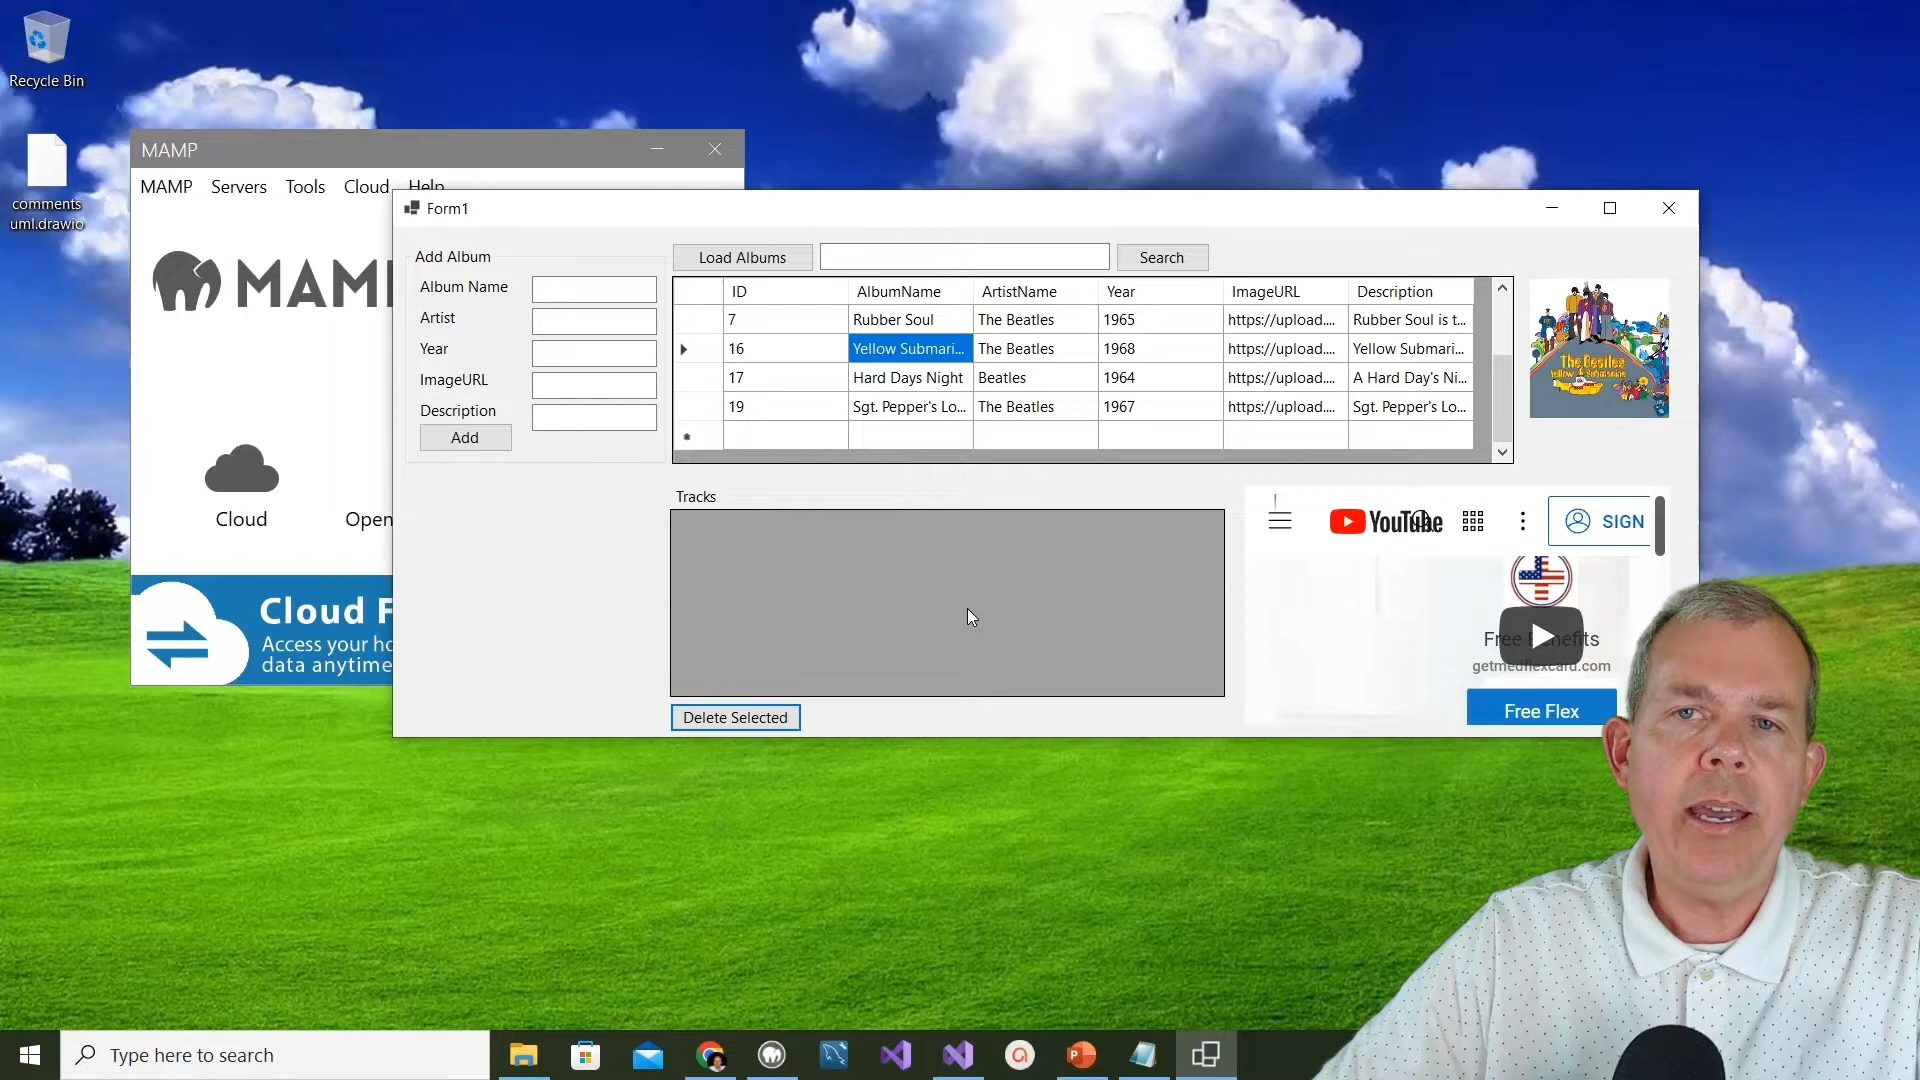 Recycle Bin
comments
uml.drawio
MAMP
MAMP Servers Tools Cloud Help
MAMP
Cloud
Open
Cloud F
Access your ho
data anytime
Form1
Add Album
Album Name
Artist
Year
ImageURL
Description
Add
Load Albums
Search
ID AlbumName ArtistName Year ImageURL Description
7 Rubber Soul The Beatles 1965 https://upload.... Rubber Soul is t...
16 Yellow Submari... The Beatles 1968 https://upload.... Yellow Submari...
17 Hard Days Night Beatles 1964 https://upload.... A Hard Day's Ni...
19 Sgt. Pepper's Lo... The Beatles 1967 https://upload.... Sgt. Pepper's Lo...
The Beatles
Yellow Submarine
Tracks
Delete Selected
YouTube
SIGN
getmedflexcard.com
Free Flex
Type here to search